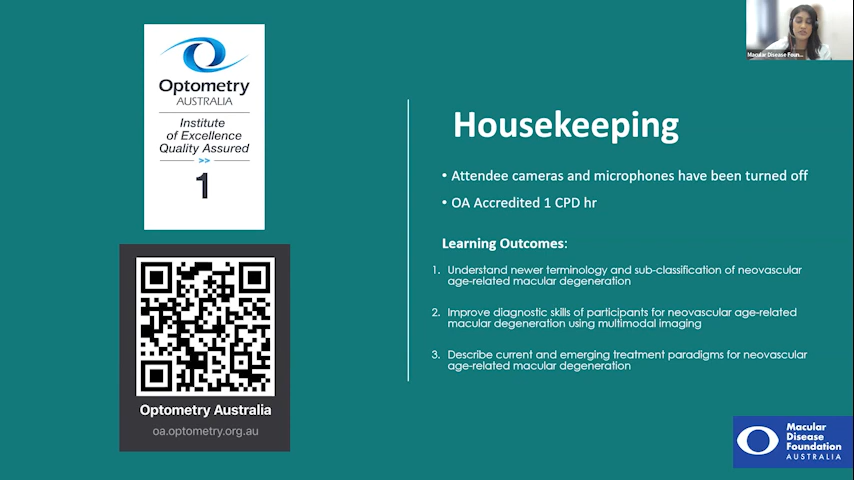 Optometry
AUSTRALIA
Institute
of Excellence
Quality Assured
>>
1
Optometry Australia
oa.optometry.org.au
Housekeeping
• Attendee cameras and microphones have been turned off
• OA Accredited 1 CPD hr
Learning Outcomes:
1. Understand newer terminology and sub-classification of neovascular
age-related macular degeneration
2. Improve diagnostic skills of participants for neovascular age-related
macular degeneration using multimodal imaging
3. Describe current and emerging treatment paradigms for neovascular
age-related macular degeneration
Macular Disease Foun...
Macular
Disease
Foundation
AUSTRALIA